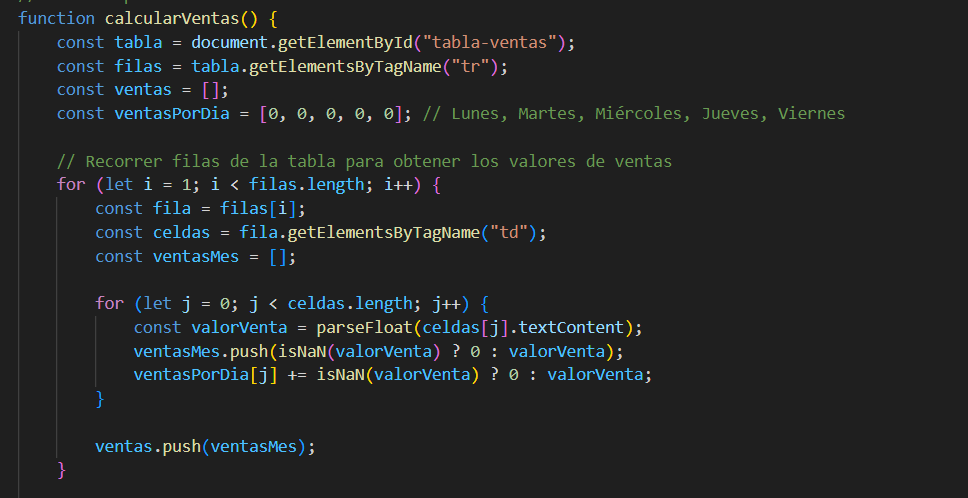 function calcularVentas() {
const tabla = document.getElementById("tabla-ventas");
const filas = tabla.getElementsByTagName("tr");
const ventas = [];
const ventasPorDia = [0, 0, 0, 0, 0]; // Lunes, Martes, Miércoles, Jueves, Viernes
// Recorrer filas de la tabla para obtener los valores de ventas
for (let i = 1; i < filas.length; i++) {
const fila = filas[i];
const celdas = fila.getElementsByTagName("td");
const ventasMes = [];
for (let j = 0; j < celdas.length; j++) {
const valorVenta = parseFloat(celdas[j].textContent);
ventasMes.push(isNaN(valorVenta) ? 0 : valorVenta);
ventasPorDia[j] += isNaN(valorVenta) ? 0 : valorVenta;
}
ventas.push(ventasMes);
}